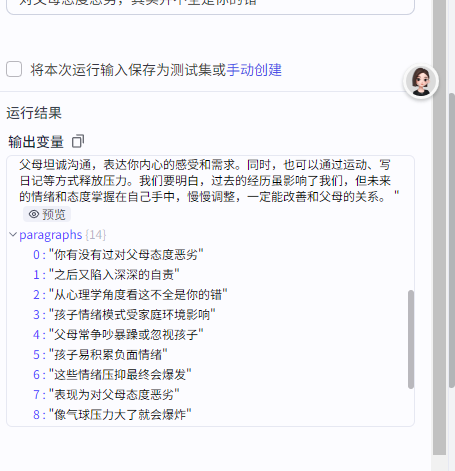 对父母态度恶劣，其实并不全是你的错
将本次运行输入保存为测试集或手动创建
运行结果
输出变量
父母坦诚沟通，表达你内心的感受和需求。同时，也可以通过运动、写
日记等方式释放压力。我们要明白，过去的经历虽影响了我们，但未来
的情绪和态度掌握在自己手中，慢慢调整，一定能改善和父母的关系。"
预览
paragraphs {14}
0 : "你有没有过对父母态度恶劣"
1 : "之后又陷入深深的自责"
2 : "从心理学角度看这不全是你的错"
3 : "孩子情绪模式受家庭环境影响"
4 : "父母常争吵暴躁或忽视孩子"
5 : "孩子易积累负面情绪"
6 : "这些情绪压抑最终会爆发"
7 : "表现为对父母态度恶劣"
8 : "像气球压力大了就会爆炸"